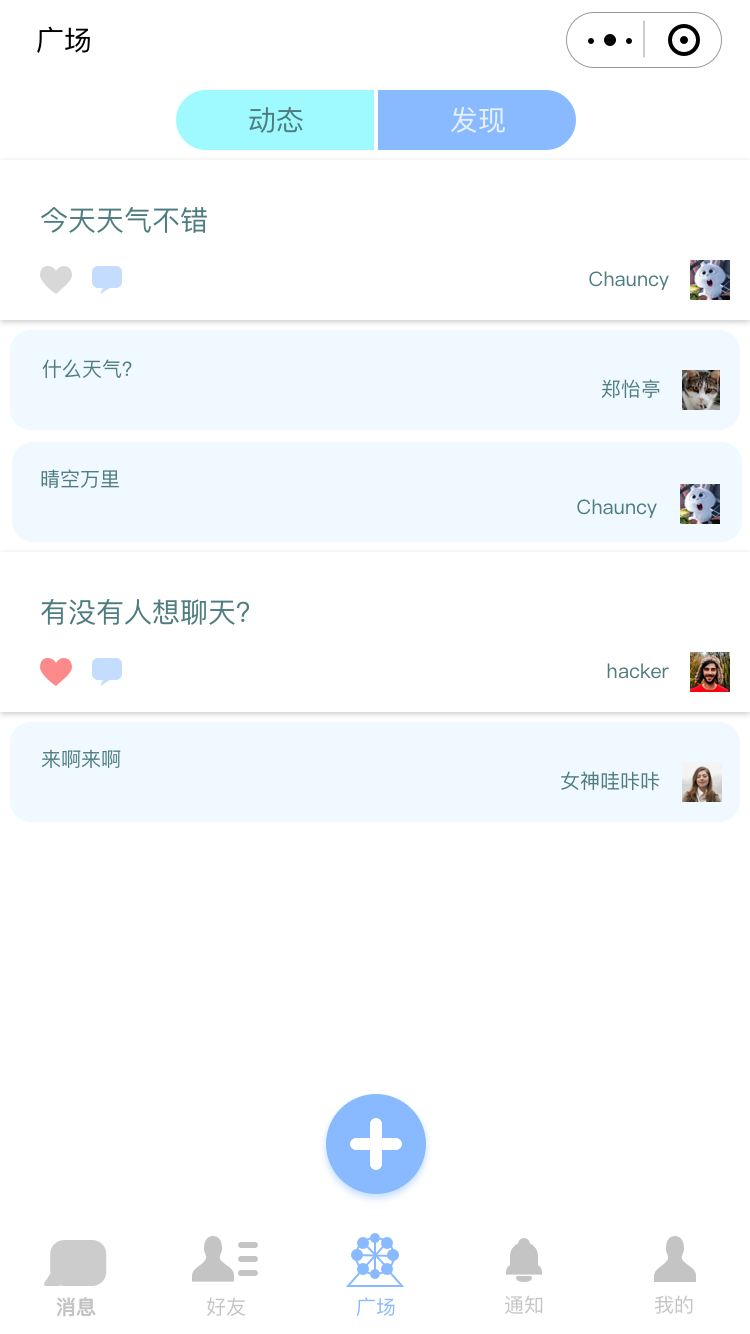 广场
动态 发现
今天天气不错
Chauncy
什么天气?
郑怡亭
晴空万里
Chauncy
有没有人想聊天?
hacker
来啊来啊
女神哇咔咔
消息 好友 广场 通知 我的